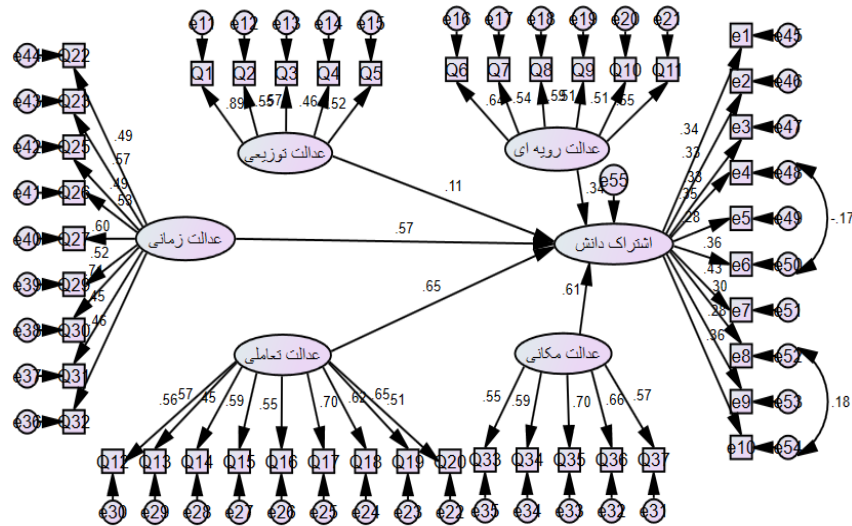 e11 e12 e13 e14 e15
Q1 Q2 Q3 Q4 Q5
.89 .55 .57 .46 .52
عدالت توزیعی
e16 e17 e18 e19 e20 e21
Q6 Q7 Q8 Q9 Q10 Q11
.64 .54 .59 .51 .51 .55
عدالت رویه ای
e44 Q22
e43 Q23
e42 Q25
e41 Q26
e40 Q27
e39 Q29
e38 Q30
e37 Q31
e36 Q32
.49
.57
.49
.53
.60
.52
.45
.46
عدالت زمانی
.11
.57
.65
.34
.61
e55
اشتراک دانش
e1 e45
e2 e46
e3 e47
e4 e48
e5 e49
e6 e50
e7 e51
e8 e52
e9 e53
e10 e54
.34
.33
.33
.35
.28
.36
.43
.30
.28
.36
-.17
.18
عدالت تعاملی
.56 .57 .45 .59 .55 .70 .62 .65 .51
Q12 Q13 Q14 Q15 Q16 Q17 Q18 Q19 Q20
e30 e29 e28 e27 e26 e25 e24 e23 e22
عدالت مکانی
.55 .59 .70 .66 .57
Q33 Q34 Q35 Q36 Q37
e35 e34 e33 e32 e31